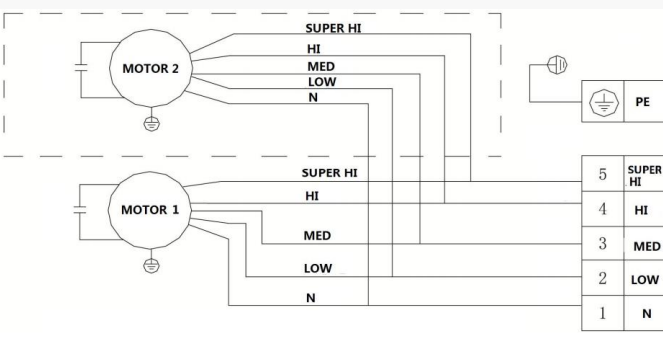 SUPER HI
HI
MED
LOW
N
MOTOR 2
PE
SUPER HI
HI
MED
LOW
N
MOTOR 1
5 SUPER
HI
4 HI
3 MED
2 LOW
1 N